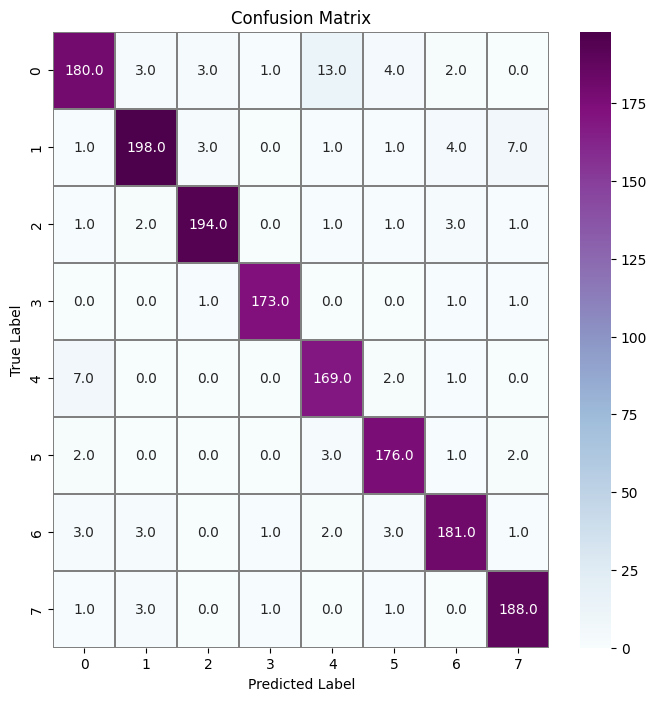 Confusion Matrix
0 180.0 3.0 3.0 1.0 13.0 4.0 2.0 0.0
1 1.0 198.0 3.0 0.0 1.0 1.0 4.0 7.0
2 1.0 2.0 194.0 0.0 1.0 1.0 3.0 1.0
3 0.0 0.0 1.0 173.0 0.0 0.0 1.0 1.0
4 7.0 0.0 0.0 0.0 169.0 2.0 1.0 0.0
5 2.0 0.0 0.0 0.0 3.0 176.0 1.0 2.0
6 3.0 3.0 0.0 1.0 2.0 3.0 181.0 1.0
7 1.0 3.0 0.0 1.0 0.0 1.0 0.0 188.0
0 1 2 3 4 5 6 7
True Label
Predicted Label
175
150
125
100
75
50
25
0